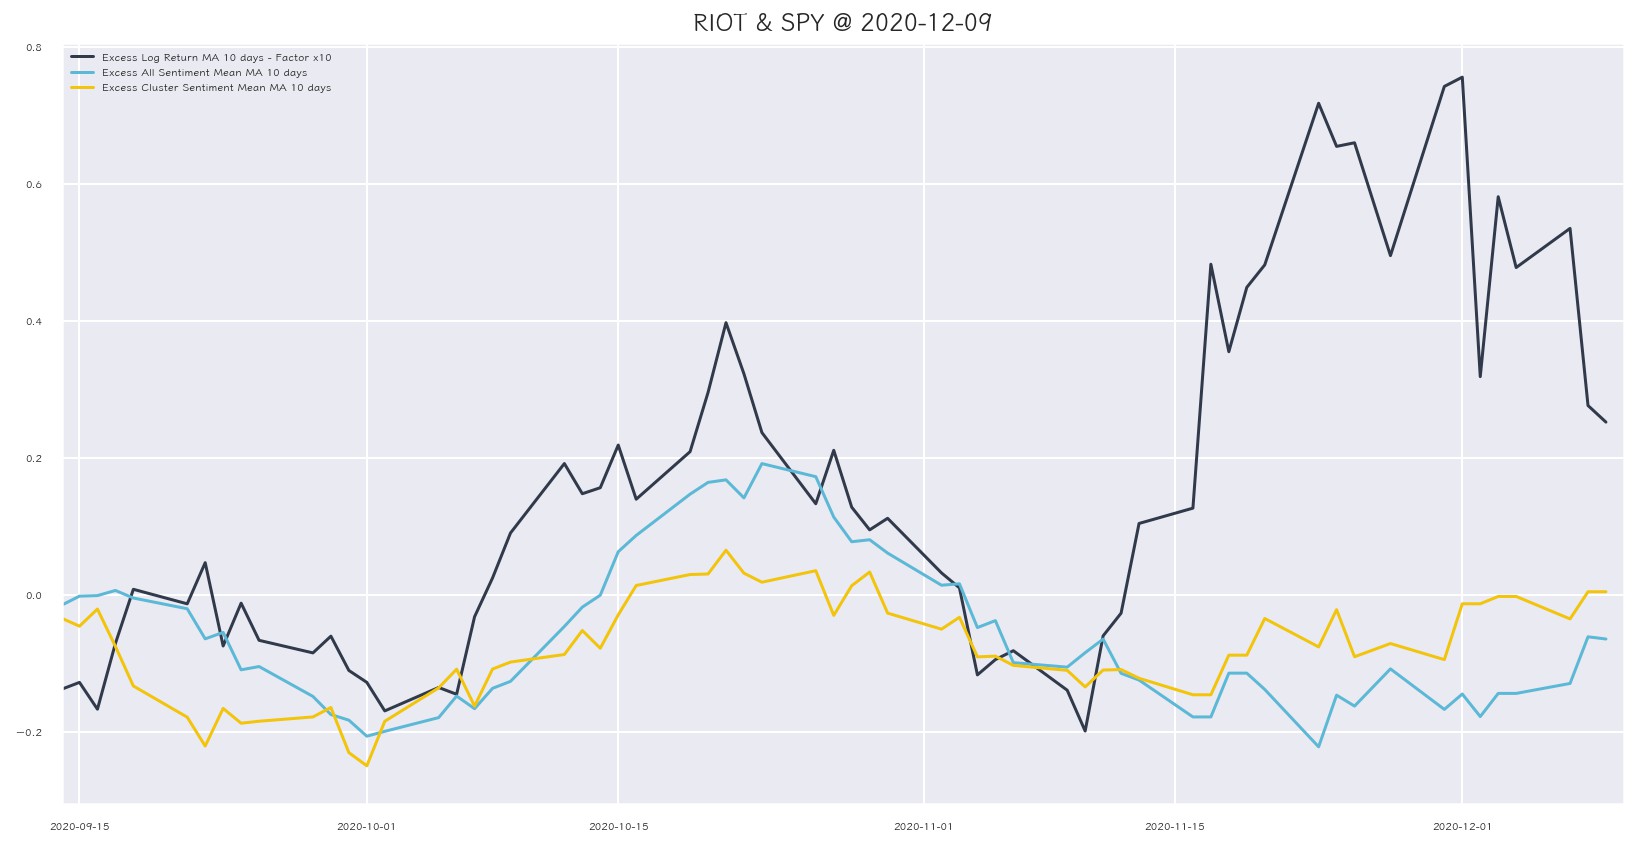 RIOT & SPY @ 2020-12-09
0.8
Excess Log Return MA 10 days - Factor x10
Excess All Sentiment Mean MA 10 days
Excess Cluster Sentiment Mean MA 10 days
0.6
0.4
0.2
0.0
−0.2
2020-09-15 2020-10-01 2020-10-15 2020-11-01 2020-11-15 2020-12-01